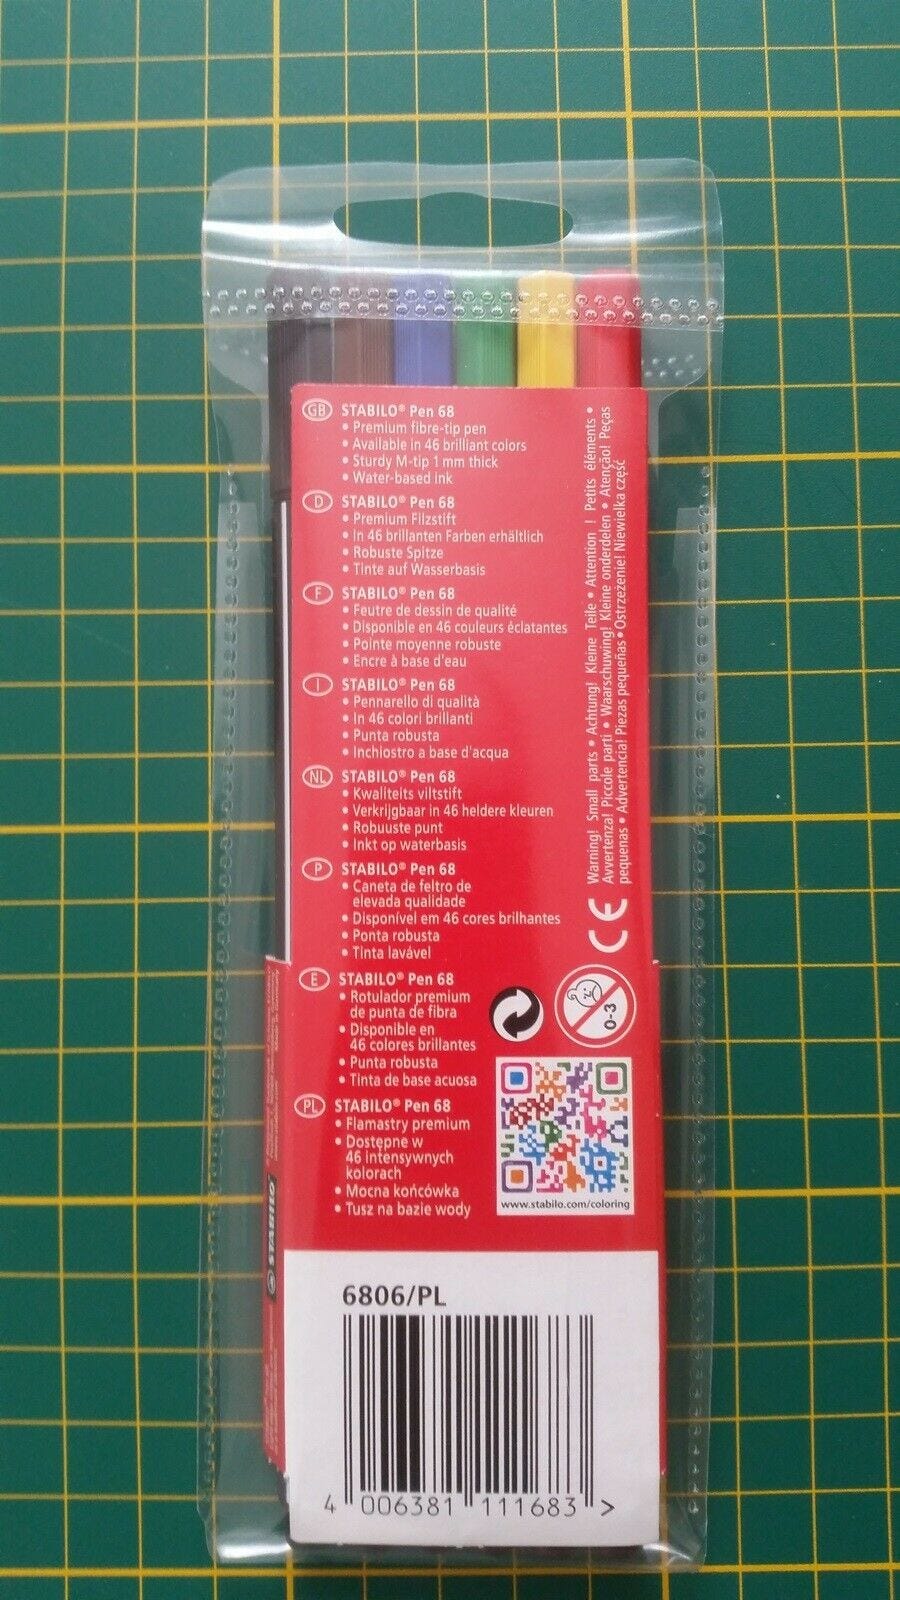 GB STABILO® Pen 68
• Premium fibre-tip pen
• Available in 46 brilliant colors
• Sturdy M-tip 1 mm thick
• Water-based ink
D STABILO® Pen 68
• Premium Filzstift
• In 46 brillanten Farben erhältlich
• Robuste Spitze
• Tinte auf Wasserbasis
F STABILO® Pen 68
• Feutre de dessin de qualité
• Disponible en 46 couleurs éclatantes
• Pointe moyenne robuste
• Encre à base d'eau
I STABILO® Pen 68
• Pennarello di qualità
• In 46 colori brillanti
• Punta robusta
• Inchiostro a base d'acqua
NL STABILO® Pen 68
• Kwaliteits viltstift
• Verkrijgbaar in 46 heldere kleuren
• Robuuste punt
• Inkt op waterbasis
P STABILO® Pen 68
• Caneta de feltro de
elevada qualidade
• Disponível em 46 cores brilhantes
• Ponta robusta
• Tinta lavável
E STABILO® Pen 68
• Rotulador premium
de punta de fibra
• Disponible en
46 colores brillantes
• Punta robusta
• Tinta de base acuosa
PL STABILO® Pen 68
• Flamastry premium
• Dostępne w
46 intensywnych
kolorach
• Mocna końcówka
• Tusz na bazie wody
Warning! Small parts • Achtung! Kleine Teile • Attention ! Petits éléments •
Avvertenza! Piccole parti • Waarschuwing! Kleine onderdelen • Atenção! Peças
pequenas • Advertencia! Piezas pequeñas • Ostrzeżenie! Niewielka część
CE
0-3
www.stabilo.com/coloring
STABILO
6806/PL
4 006381 111683 >